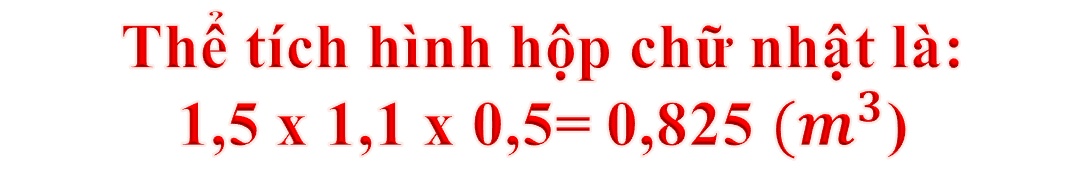 Thể tích hình hộp chữ nhật là:
1,5 x 1,1 x 0,5= 0,825 (m³)